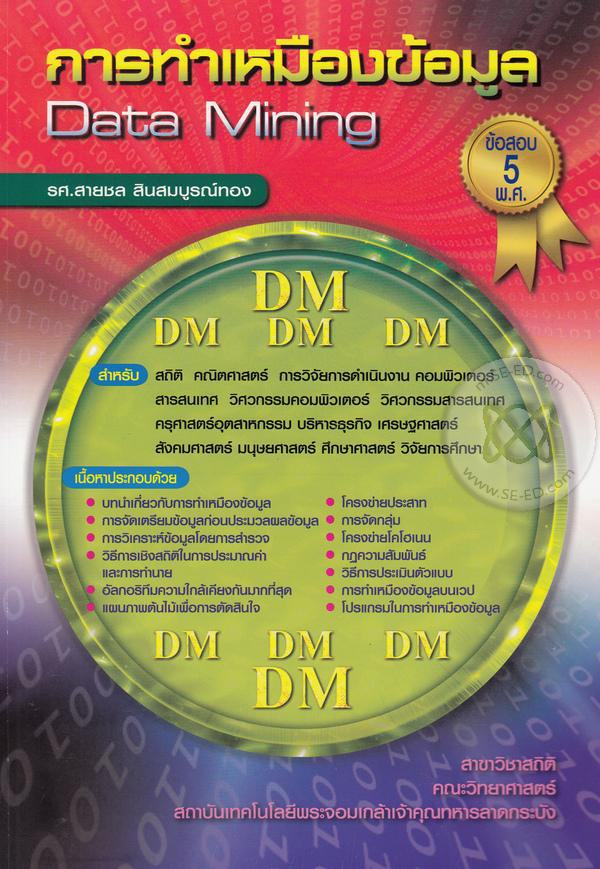 การทำเหมืองข้อมูล
Data Mining
ข้อสอบ
5
พ.ศ.
รศ.สายชล สินสมบูรณ์ทอง
DM
DM DM DM
สำหรับ สถิติ คณิตศาสตร์ การวิจัยการดำเนินงาน คอมพิวเตอร์
สารสนเทศ วิศวกรรมคอมพิวเตอร์ วิศวกรรมสารสนเทศ
ครุศาสตร์อุตสาหกรรม บริหารธุรกิจ เศรษฐศาสตร์
สังคมศาสตร์ มนุษยศาสตร์ ศึกษาศาสตร์ วิจัยการศึกษา
เนื้อหาประกอบด้วย
• บทนำเกี่ยวกับการทำเหมืองข้อมูล
• การจัดเตรียมข้อมูลก่อนประมวลผลข้อมูล
• การวิเคราะห์ข้อมูลโดยการสำรวจ
• วิธีการเชิงสถิติในการประมาณค่า
และการทำนาย
• อัลกอริทึมความใกล้เคียงกันมากที่สุด
• แผนภาพต้นไม้เพื่อการตัดสินใจ
• โครงข่ายประสาท
• การจัดกลุ่ม
• โครงข่ายโคโฮเนน
• กฎความสัมพันธ์
• วิธีการประเมินตัวแบบ
• การทำเหมืองข้อมูลบนเวป
• โปรแกรมในการทำเหมืองข้อมูล
DM DM DM
DM
สาขาวิชาสถิติ
คณะวิทยาศาสตร์
สถาบันเทคโนโลยีพระจอมเกล้าเจ้าคุณทหารลาดกระบัง
www.SE-ED.com